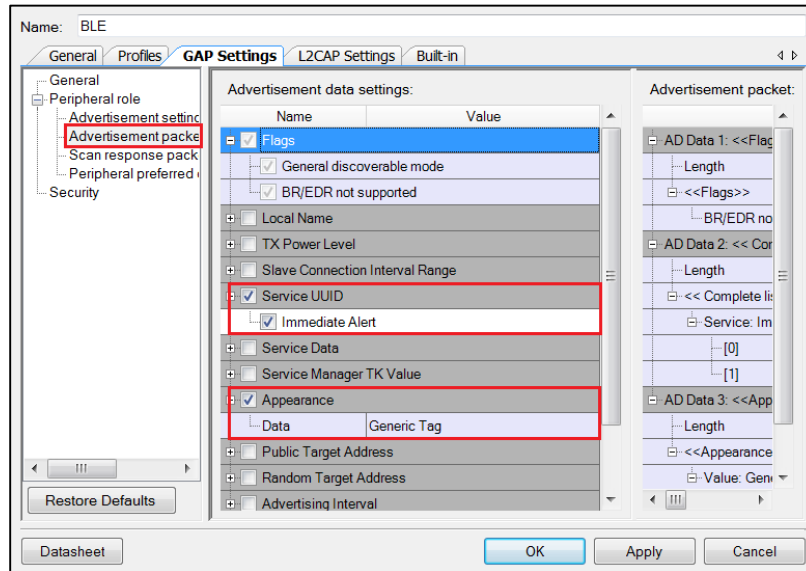 Name: BLE
General Profiles GAP Settings L2CAP Settings Built-in
General
Peripheral role
Advertisement setting
Advertisement packe
Scan response pack
Peripheral preferred
Security
Restore Defaults
Advertisement data settings:
Name Value
Flags
General discoverable mode
BR/EDR not supported
Local Name
TX Power Level
Slave Connection Interval Range
Service UUID
Immediate Alert
Service Data
Service Manager TK Value
Appearance
Data Generic Tag
Public Target Address
Random Target Address
Advertising Interval
Advertisement packet:
AD Data 1: <<Flag
Length
<<Flags>>
BR/EDR no
AD Data 2: << Cor
Length
<< Complete lis
Service: Im
[0]
[1]
AD Data 3: <<App
Length
<<Appearance
Value: Gene
Datasheet OK Apply Cancel